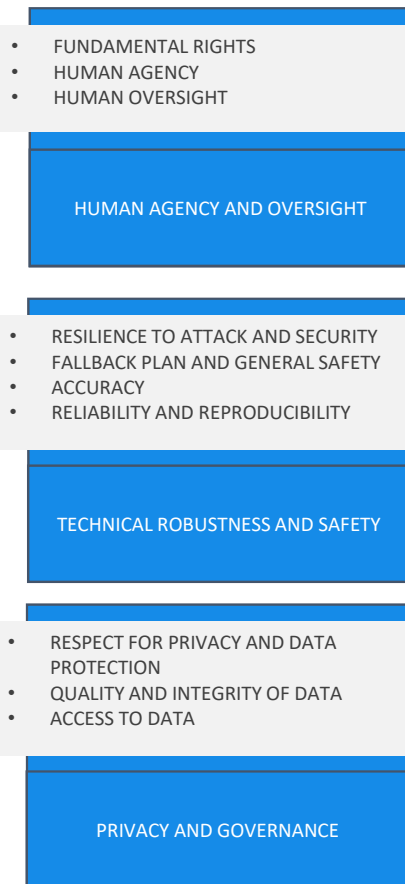 • FUNDAMENTAL RIGHTS
• HUMAN AGENCY
• HUMAN OVERSIGHT
HUMAN AGENCY AND OVERSIGHT
• RESILIENCE TO ATTACK AND SECURITY
• FALLBACK PLAN AND GENERAL SAFETY
• ACCURACY
• RELIABILITY AND REPRODUCIBILITY
TECHNICAL ROBUSTNESS AND SAFETY
• RESPECT FOR PRIVACY AND DATA
PROTECTION
• QUALITY AND INTEGRITY OF DATA
• ACCESS TO DATA
PRIVACY AND GOVERNANCE